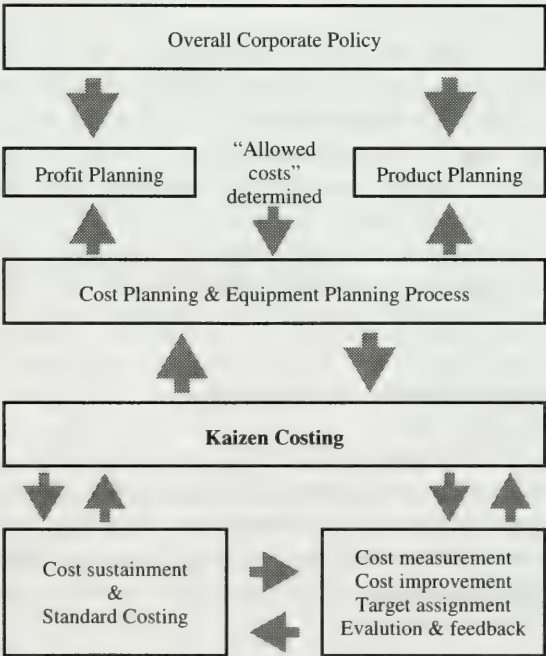 Overall Corporate Policy
Profit Planning
“Allowed
costs”
determined
Product Planning
Cost Planning & Equipment Planning Process
Kaizen Costing
Cost sustainment
&
Standard Costing
Cost measurement
Cost improvement
Target assignment
Evalution & feedback